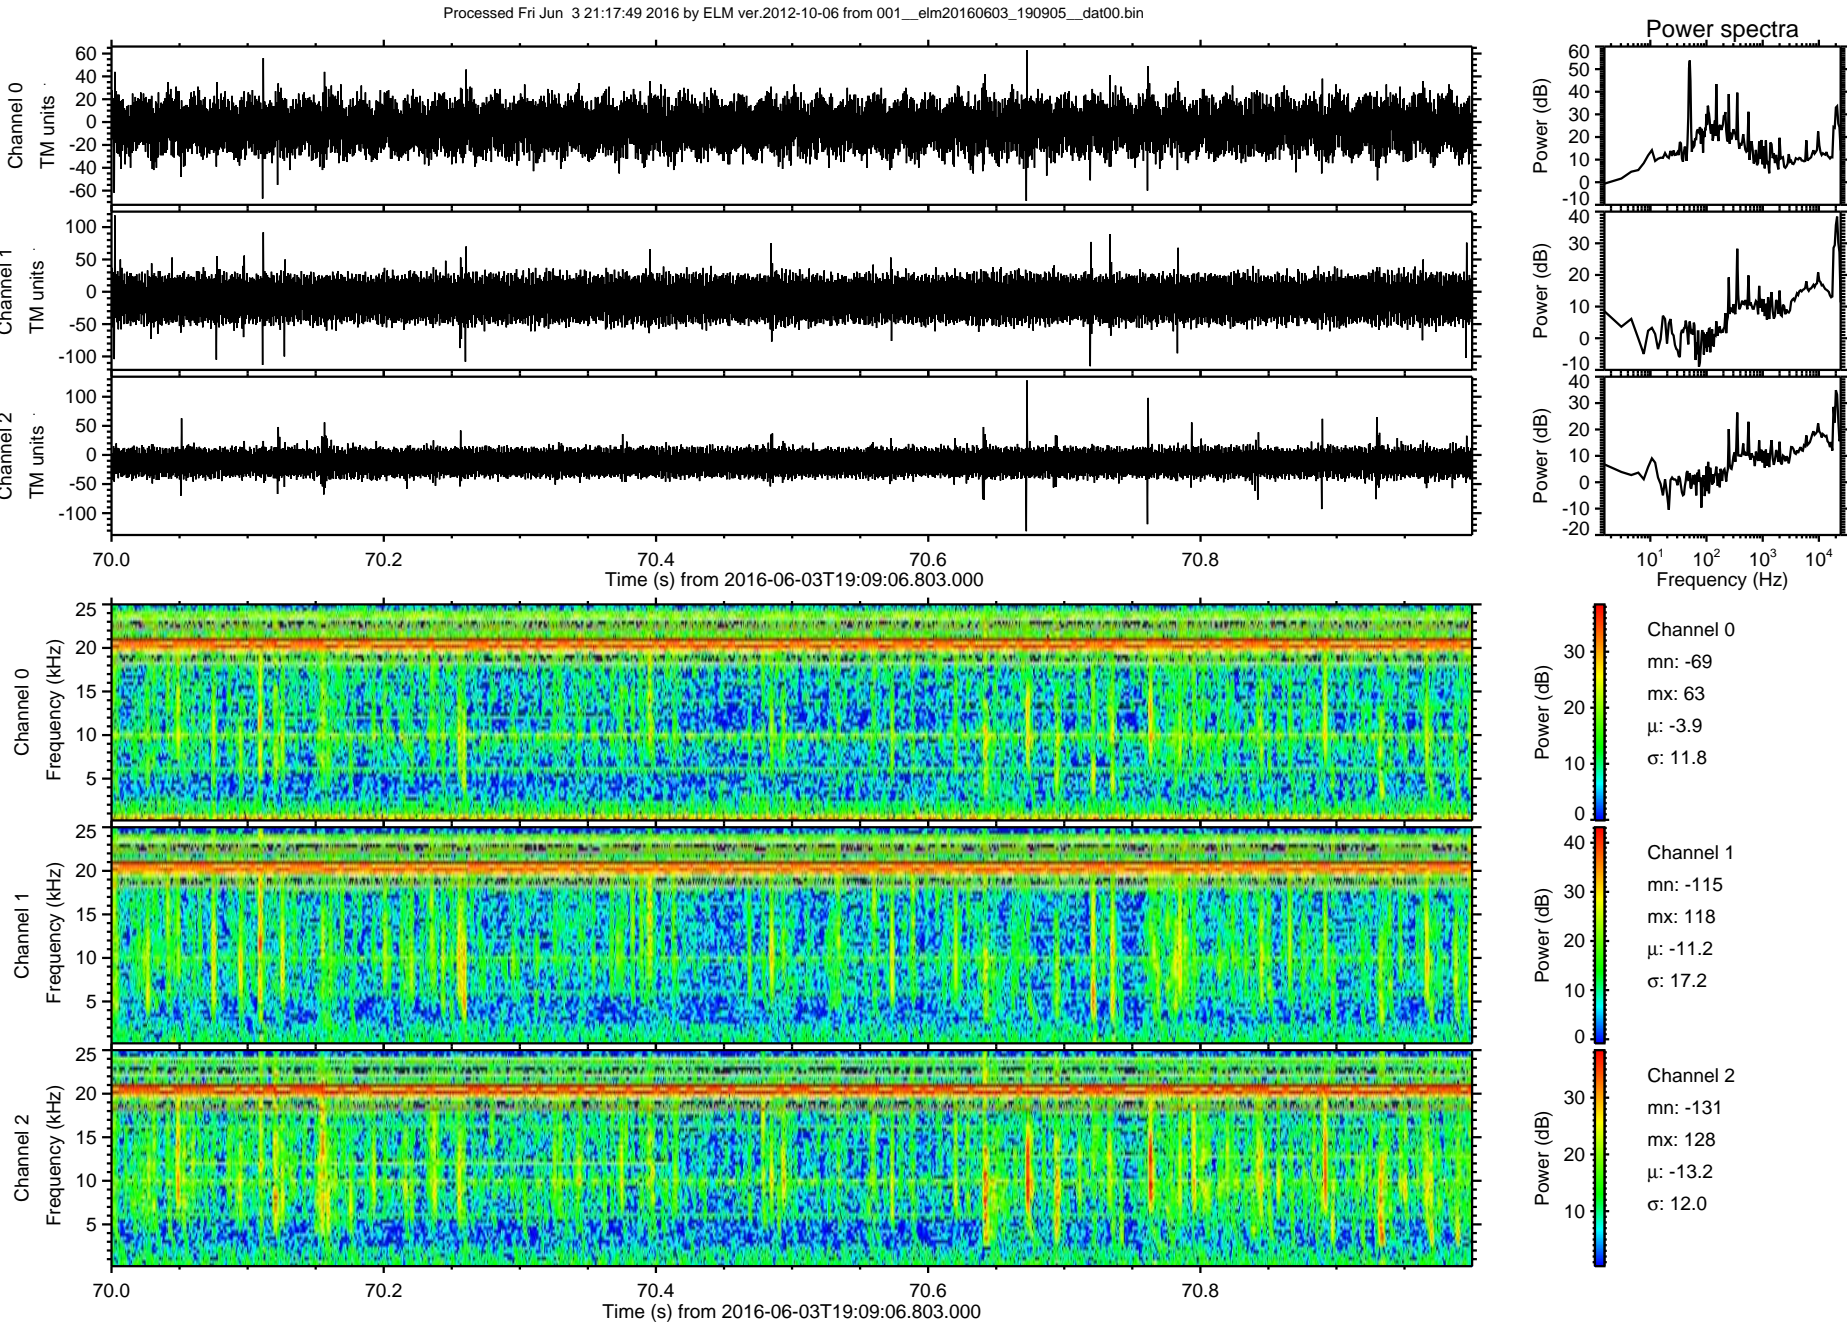 Processed Fri Jun 3 21:17:49 2016 by ELM ver.2012-10-06 from 001__elm20160603_190905__dat00.bin
Power spectra
Channel 0
TM units
60
40
20
0
-20
-40
-60
Power (dB)
60
50
40
30
20
10
0
-10
Channel 1
TM units
100
50
0
-50
-100
Power (dB)
40
30
20
10
0
-10
Channel 2
TM units
100
50
0
-50
-100
Power (dB)
40
30
20
10
0
-10
-20
70.0 70.2 70.4 70.6 70.8
Time (s) from 2016-06-03T19:09:06.803.000
10^1 10^2 10^3 10^4
Frequency (Hz)
Channel 0
Frequency (kHz)
25
20
15
10
5
Power (dB)
30
20
10
0
Channel 0
mn: -69
mx: 63
μ: -3.9
σ: 11.8
Channel 1
Frequency (kHz)
25
20
15
10
5
Power (dB)
40
30
20
10
0
Channel 1
mn: -115
mx: 118
μ: -11.2
σ: 17.2
Channel 2
Frequency (kHz)
25
20
15
10
5
Power (dB)
30
20
10
Channel 2
mn: -131
mx: 128
μ: -13.2
σ: 12.0
70.0 70.2 70.4 70.6 70.8
Time (s) from 2016-06-03T19:09:06.803.000